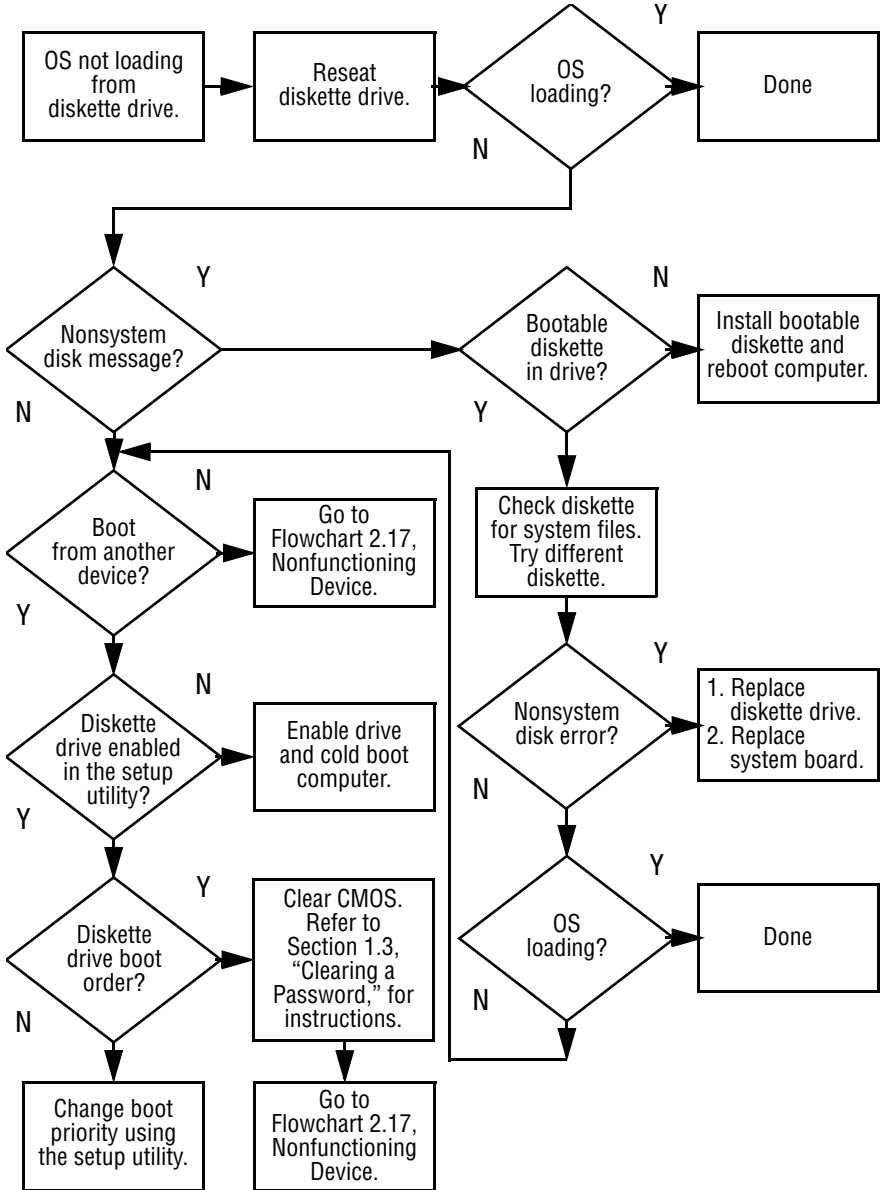 OS not loading
from
diskette drive.
Reseat
diskette drive.
OS
loading?
Y
N
Done
Nonsystem
disk message?
Y
N
Bootable
diskette
in drive?
N
Y
Install bootable
diskette and
reboot computer.
Boot
from another
device?
N
Y
Go to
Flowchart 2.17,
Nonfunctioning
Device.
Check diskette
for system files.
Try different
diskette.
Diskette
drive enabled
in the setup
utility?
N
Y
Enable drive
and cold boot
computer.
Nonsystem
disk error?
Y
N
1. Replace
diskette drive.
2. Replace
system board.
Diskette
drive boot
order?
Y
N
Clear CMOS.
Refer to
Section 1.3,
“Clearing a
Password,” for
instructions.
OS
loading?
Y
N
Done
Change boot
priority using
the setup utility.
Go to
Flowchart 2.17,
Nonfunctioning
Device.